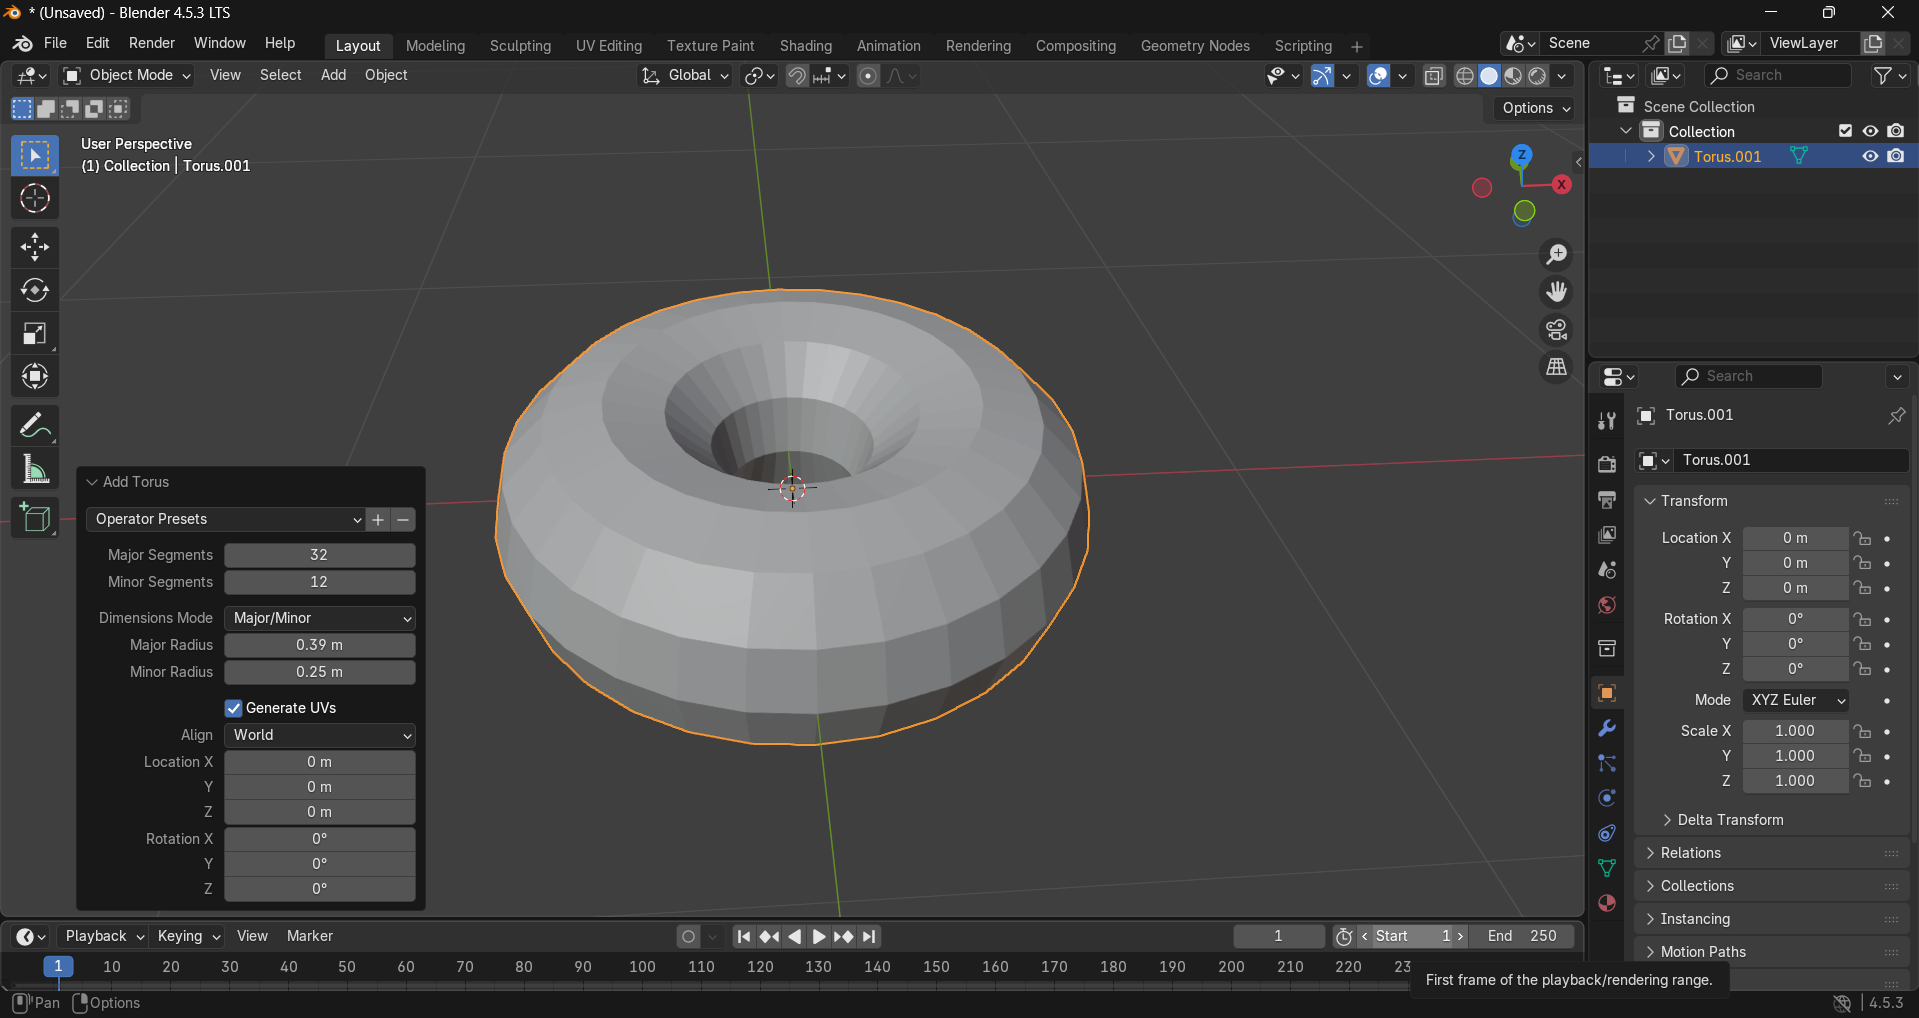 * (Unsaved) - Blender 4.5.3 LTS
File Edit Render Window Help
Layout Modeling Sculpting UV Editing Texture Paint Shading Animation Rendering Compositing Geometry Nodes Scripting +
Scene
ViewLayer
Object Mode View Select Add Object
Global
Search
Options
User Perspective
(1) Collection | Torus.001
Z
X
Scene Collection
Collection
Torus.001
Search
Torus.001
Torus.001
Transform
Location X 0 m
Y 0 m
Z 0 m
Rotation X 0°
Y 0°
Z 0°
Mode XYZ Euler
Scale X 1.000
Y 1.000
Z 1.000
Delta Transform
Relations
Collections
Instancing
Motion Paths
Add Torus
Operator Presets
Major Segments 32
Minor Segments 12
Dimensions Mode Major/Minor
Major Radius 0.39 m
Minor Radius 0.25 m
Generate UVs
Align World
Location X 0 m
Y 0 m
Z 0 m
Rotation X 0°
Y 0°
Z 0°
Playback Keying View Marker
1
Start 1
End 250
1 10 20 30 40 50 60 70 80 90 100 110 120 130 140 150 160 170 180 190 200 210 220
First frame of the playback/rendering range.
Pan Options
4.5.3